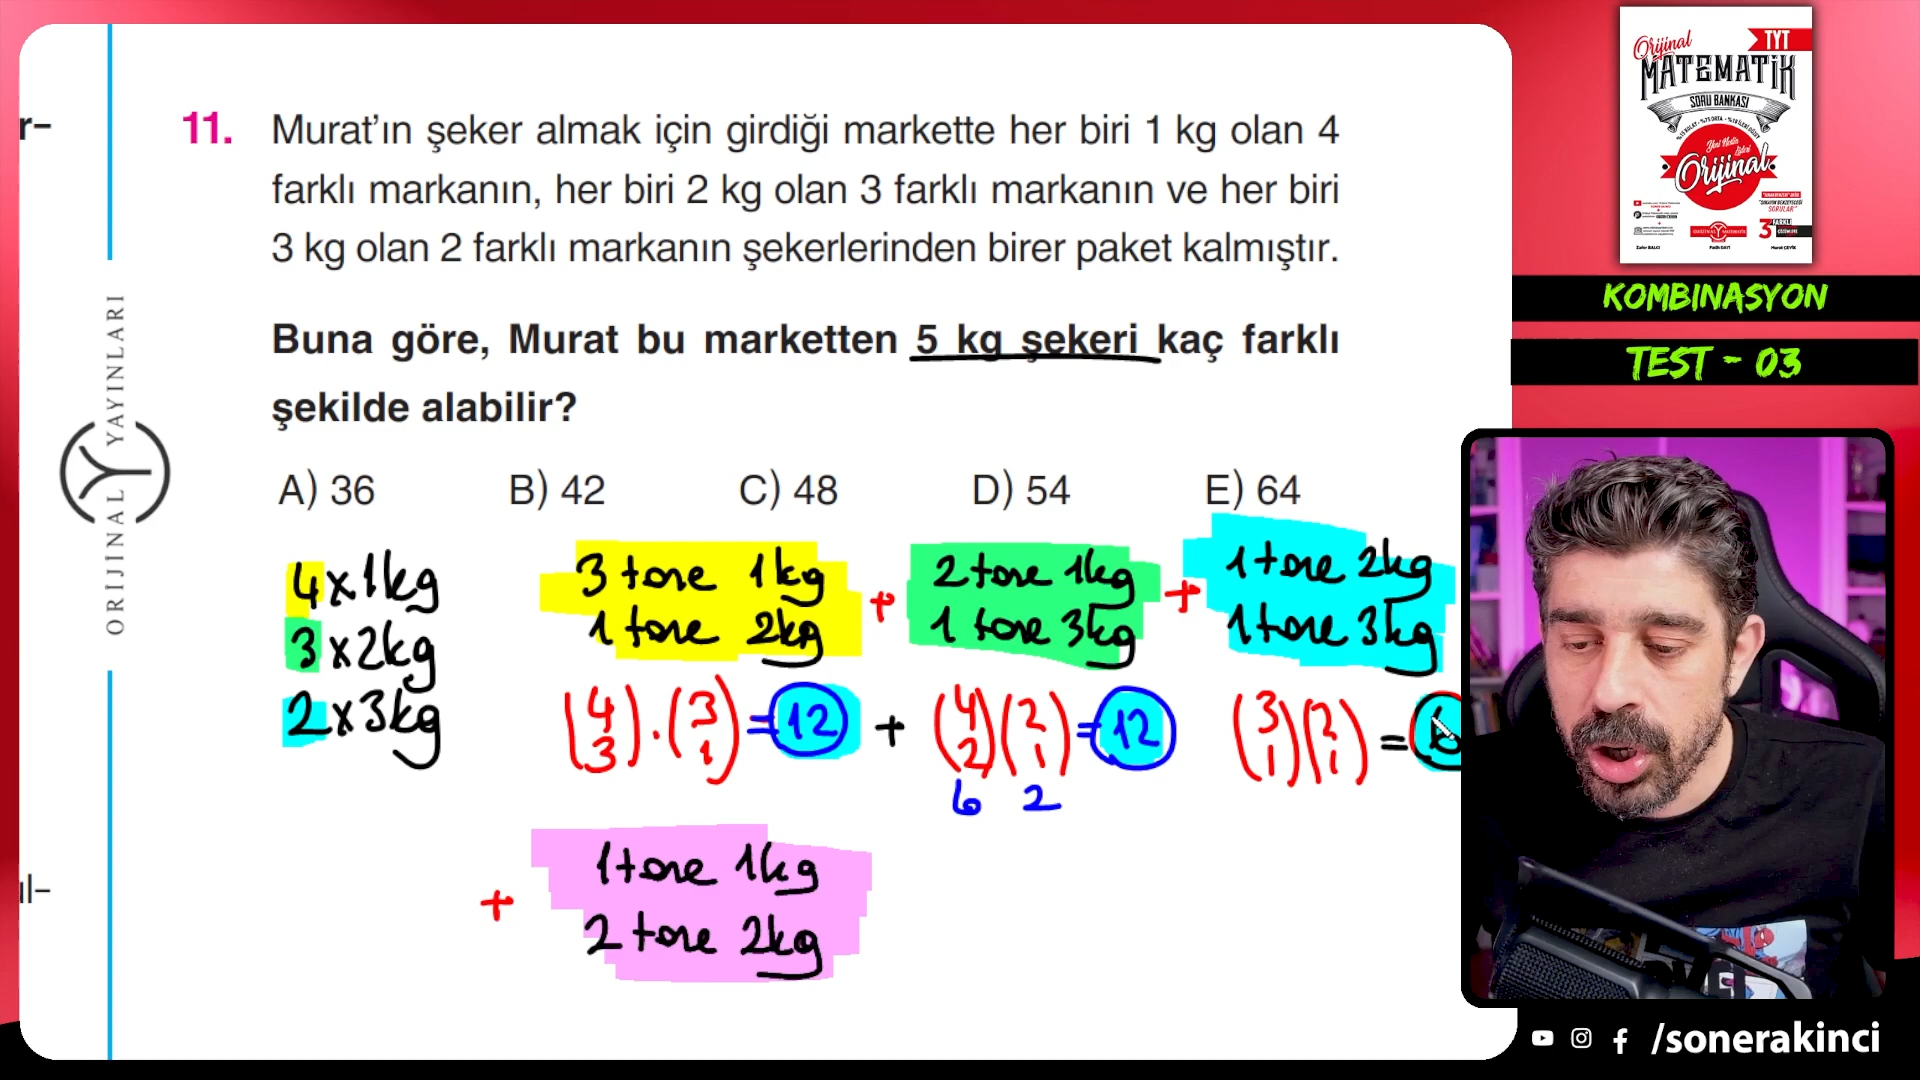 r-
11. Murat'ın şeker almak için girdiği markette her biri 1 kg olan 4
farklı markanın, her biri 2 kg olan 3 farklı markanın ve her biri
3 kg olan 2 farklı markanın şekerlerinden birer paket kalmıştır.
Buna göre, Murat bu marketten 5 kg şekeri kaç farklı
şekilde alabilir?
A) 36 B) 42 C) 48 D) 54 E) 64
ORİJİNAL YAYINLARI
ıl-
4x1kg
3x2kg
2x3kg
3 tane 1kg
1 tane 2kg
+
2 tane 1kg
1 tane 3kg
+
1 tane 2kg
1 tane 3kg
(4 3) . (3 1) = 12 + (4 2) (2 1) = 12 (3 1) (2 1) = 6
6 2
+
1 tane 1kg
2 tane 2kg
Orijinal TYT
MATEMATİK
SORU BANKASI
Orijinal
KOMBINASYON
TEST - 03
/sonerakinci